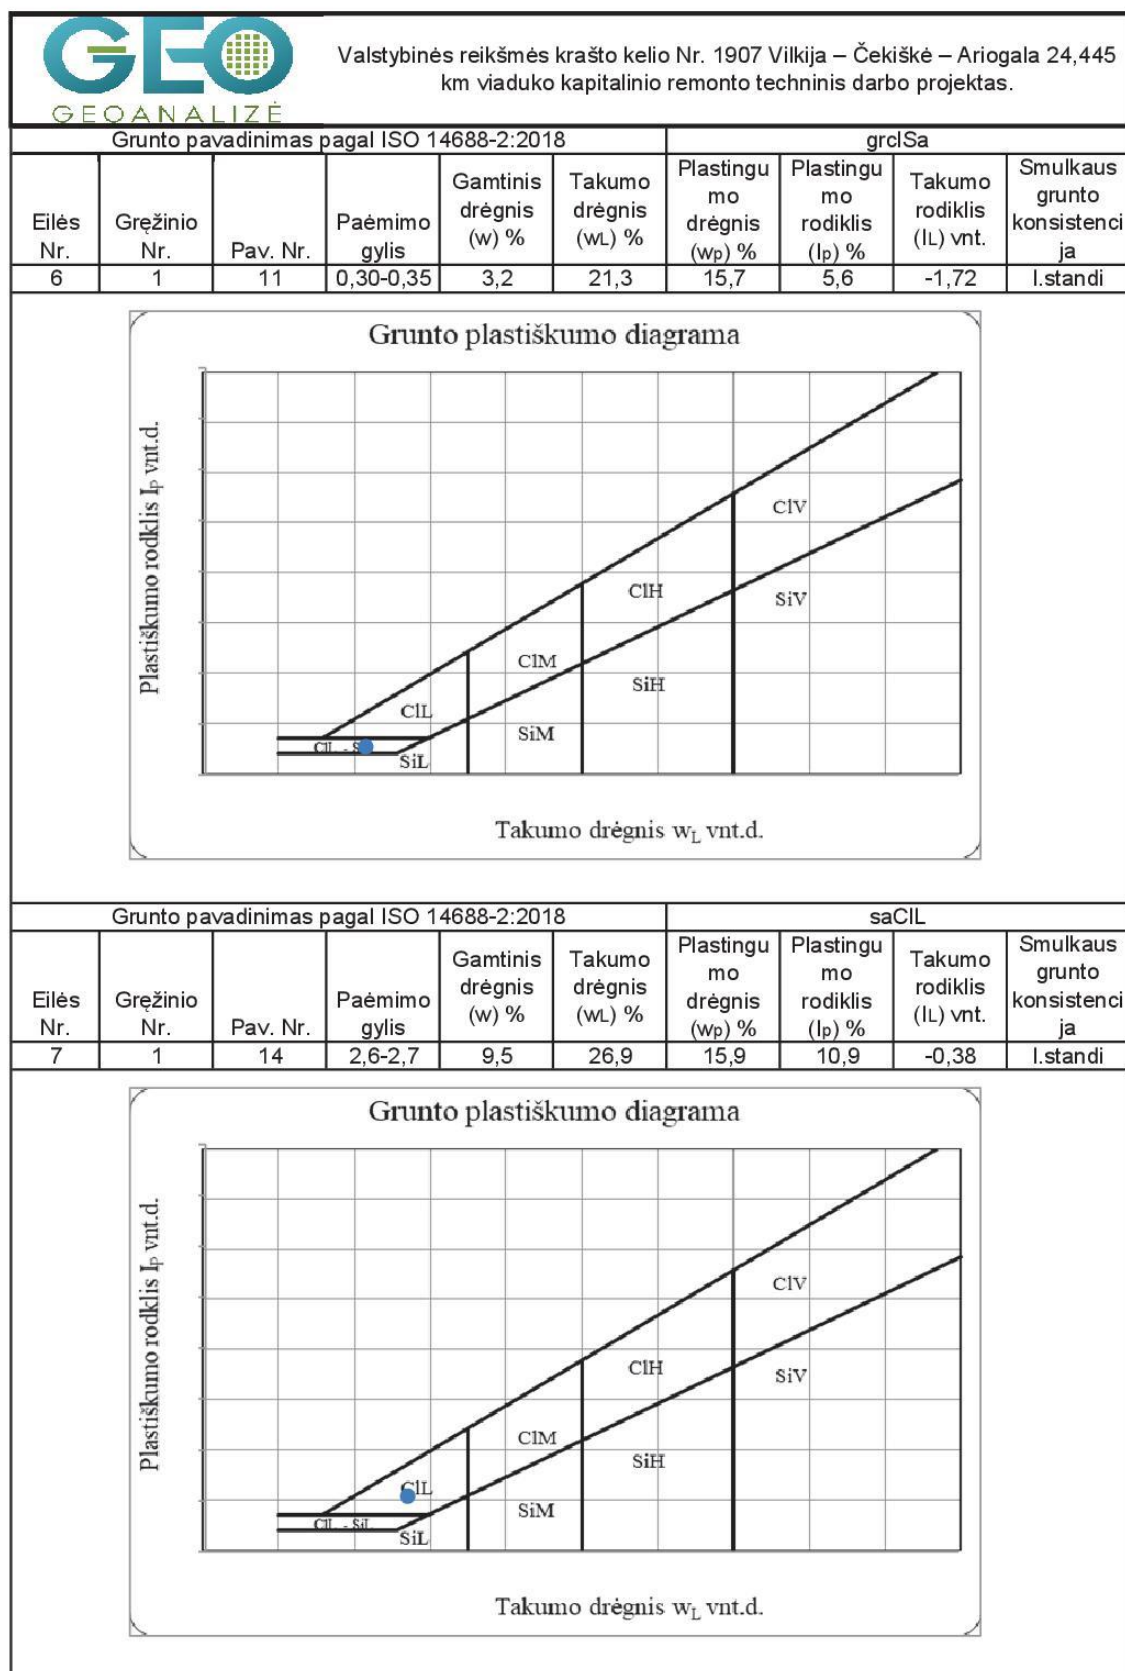 GEO
GEOANALIZĖ
Valstybinės reikšmės krašto kelio Nr. 1907 Vilkija – Čekiškė – Ariogala 24,445
km viaduko kapitalinio remonto techninis darbo projektas.
Grunto pavadinimas pagal ISO 14688-2:2018 grclSa
Eilės Nr. Gręžinio Nr. Pav. Nr. Paėmimo gylis Gamtinis drėgnis (w) % Takumo drėgnis (wL) % Plastingu mo drėgnis (wp) % Plastingu mo rodiklis (Ip) % Takumo rodiklis (IL) vnt. Smulkaus grunto konsistenci ja
6 1 11 0,30-0,35 3,2 21,3 15,7 5,6 -1,72 l.standi
Grunto plastiškumo diagrama
Plastiškumo rodklis Ip vnt.d.
ClV
ClH
SiV
ClM
SiH
ClL
SiM
ClL - S
SiL
Takumo drėgnis wL vnt.d.
Grunto pavadinimas pagal ISO 14688-2:2018 saClL
Eilės Nr. Gręžinio Nr. Pav. Nr. Paėmimo gylis Gamtinis drėgnis (w) % Takumo drėgnis (wL) % Plastingu mo drėgnis (wp) % Plastingu mo rodiklis (Ip) % Takumo rodiklis (IL) vnt. Smulkaus grunto konsistenci ja
7 1 14 2,6-2,7 9,5 26,9 15,9 10,9 -0,38 l.standi
Grunto plastiškumo diagrama
Plastiškumo rodklis Ip vnt.d.
ClV
ClH
SiV
ClM
SiH
ClL
SiM
ClL - SiL
SiL
Takumo drėgnis wL vnt.d.